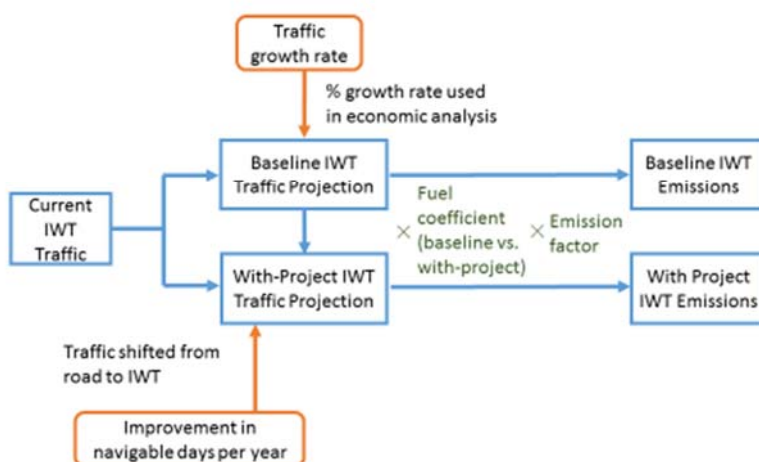 Traffic
growth rate
% growth rate used
in economic analysis
Baseline IWT
Traffic Projection
Baseline IWT
Emissions
Current
IWT
Traffic
× Fuel
coefficient
(baseline vs.
with-project)
× Emission
factor
With-Project IWT
Traffic Projection
With Project
IWT Emissions
Traffic shifted from
road to IWT
Improvement in
navigable days per year